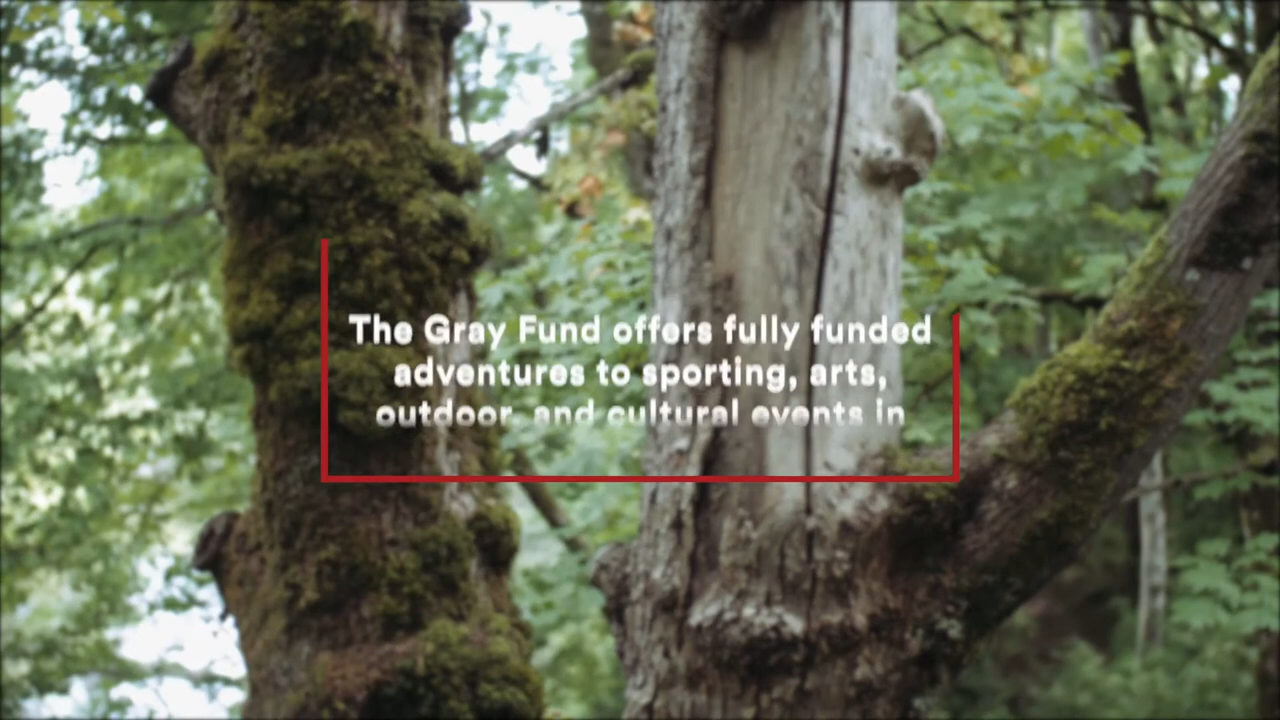 The Gray Fund offers fully funded
adventures to sporting, arts,
outdoor, and cultural events in